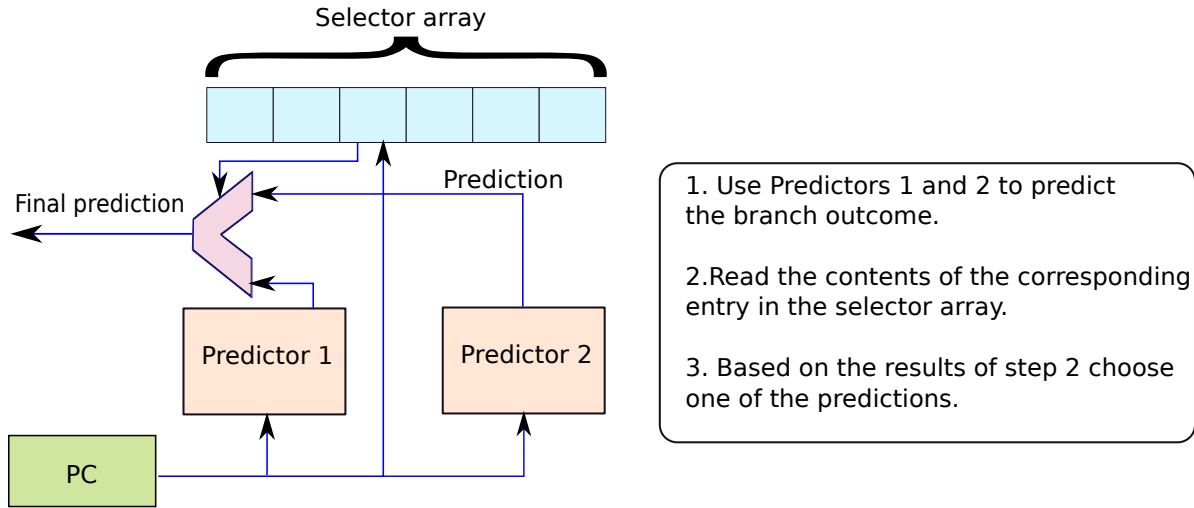 Selector array
Prediction
Final prediction
Predictor 1
Predictor 2
PC
1. Use Predictors 1 and 2 to predict
the branch outcome.
2.Read the contents of the corresponding
entry in the selector array.
3. Based on the results of step 2 choose
one of the predictions.